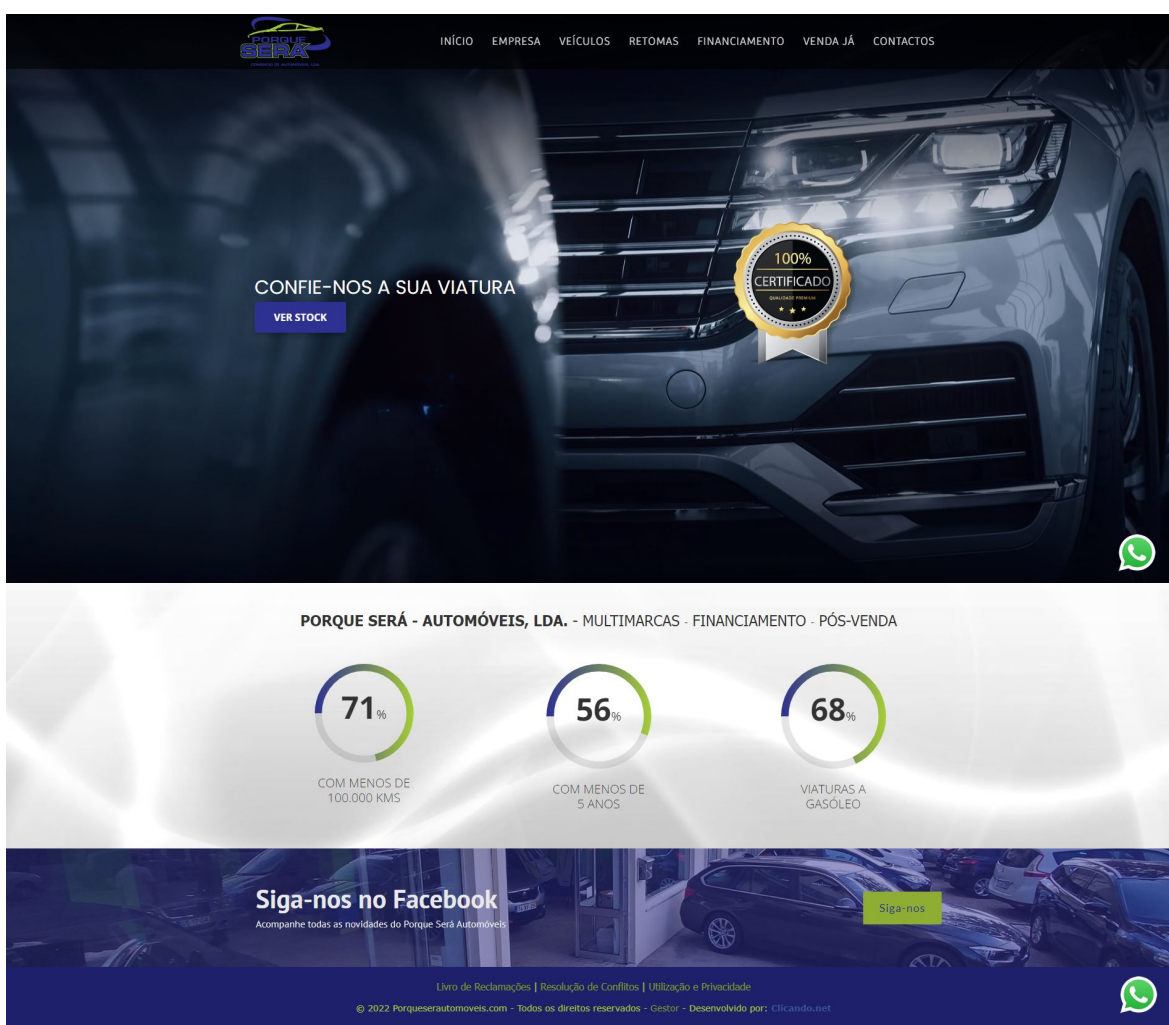 PORQUE
SERÁ
COMÉRCIO DE AUTOMÓVEIS, LDA.
INÍCIO EMPRESA VEÍCULOS RETOMAS FINANCIAMENTO VENDA JÁ CONTACTOS
100%
CERTIFICADO
QUALIDADE PREMIUM
CONFIE-NOS A SUA VIATURA
VER STOCK
PORQUE SERÁ - AUTOMÓVEIS, LDA. - MULTIMARCAS - FINANCIAMENTO - PÓS-VENDA
71% 56% 68%
COM MENOS DE
100.000 KMS
COM MENOS DE
5 ANOS
VIATURAS A
GASÓLEO
Siga-nos no Facebook
Acompanhe todas as novidades do Porque Será Automóveis
Siga-nos
Livro de Reclamações | Resolução de Conflitos | Utilização e Privacidade
© 2022 Porqueserautomoveis.com - Todos os direitos reservados - Gestor - Desenvolvido por: Clicando.net